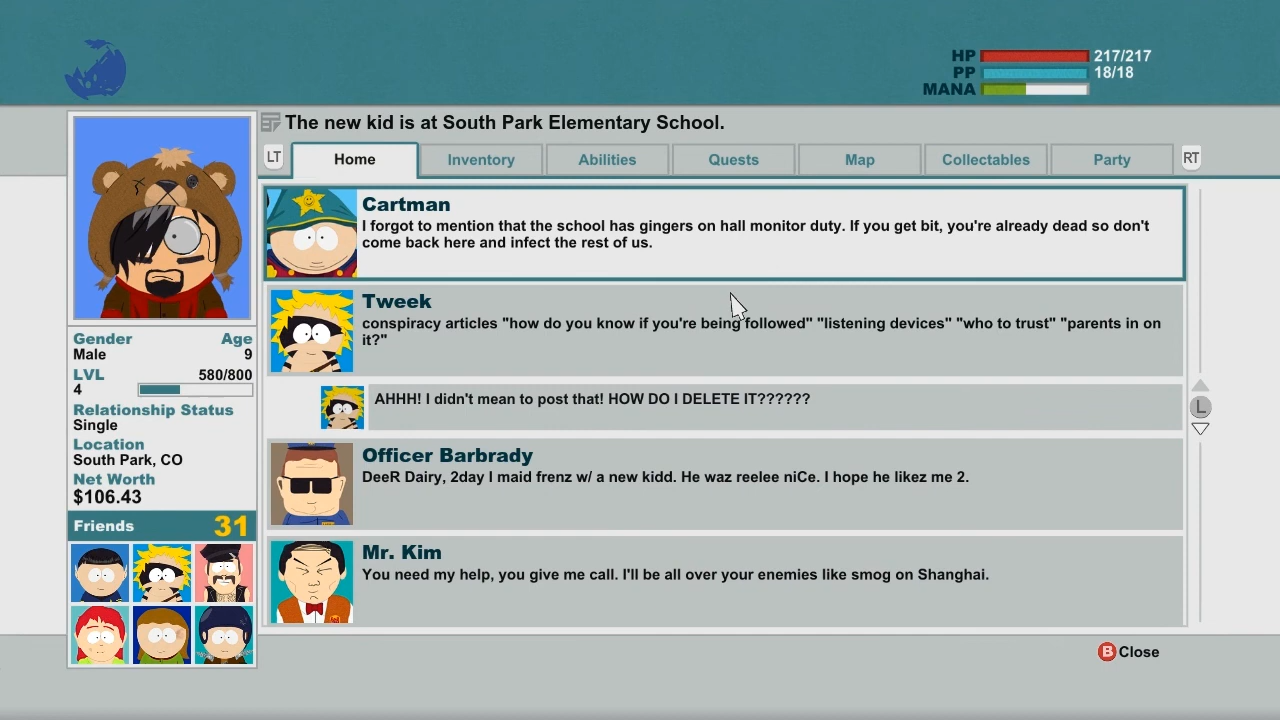 HP 217/217
PP 18/18
MANA
The new kid is at South Park Elementary School.
LT Home Inventory Abilities Quests Map Collectables Party RT
Gender Age
Male 9
LVL 580/800
4
Relationship Status
Single
Location
South Park, CO
Net Worth
$106.43
Friends 31
Cartman
I forgot to mention that the school has gingers on hall monitor duty. If you get bit, you're already dead so don't
come back here and infect the rest of us.
Tweek
conspiracy articles "how do you know if you're being followed" "listening devices" "who to trust" "parents in on
it?"
AHHH! I didn't mean to post that! HOW DO I DELETE IT??????
L
Officer Barbrady
DeeR Dairy, 2day I maid frenz w/ a new kidd. He waz reelee niCe. I hope he likez me 2.
Mr. Kim
You need my help, you give me call. I'll be all over your enemies like smog on Shanghai.
B Close